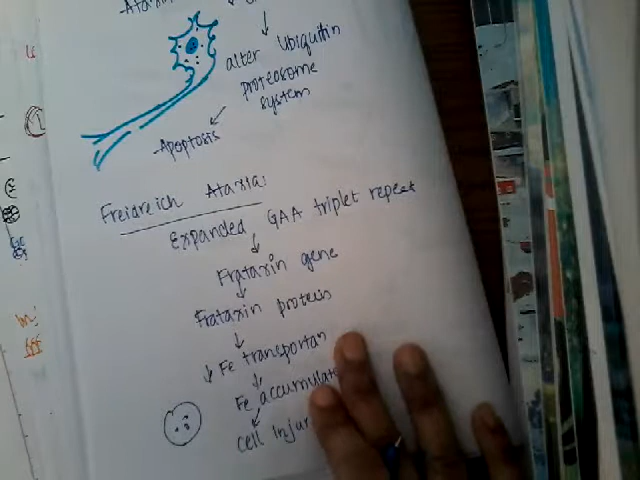 -Ataxin
alter Ubiquitin
proteosome
system
-Apoptosis
Freidreich Ataxia:
Expanded GAA triplet repeat
Frataxin gene
Frataxin protein
↓ Fe transportan
Fe accumulat
cell injur